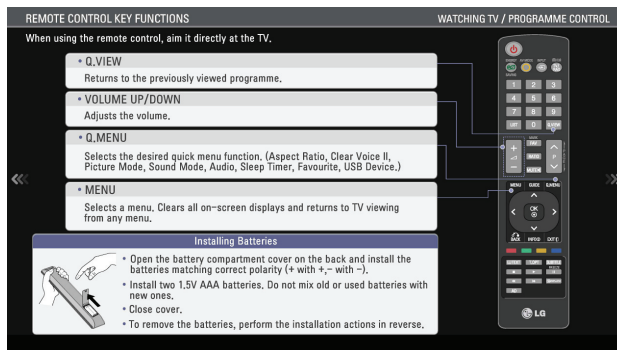 REMOTE CONTROL KEY FUNCTIONS
WATCHING TV / PROGRAMME CONTROL
When using the remote control, aim it directly at the TV.
• Q.VIEW
Returns to the previously viewed programme.
• VOLUME UP/DOWN
Adjusts the volume.
• Q.MENU
Selects the desired quick menu function. (Aspect Ratio, Clear Voice II,
Picture Mode, Sound Mode, Audio, Sleep Timer, Favourite, USB Device.)
• MENU
Selects a menu. Clears all on-screen displays and returns to TV viewing
from any menu.
Installing Batteries
• Open the battery compartment cover on the back and install the
batteries matching correct polarity (+ with +,- with -).
• Install two 1.5V AAA batteries. Do not mix old or used batteries with
new ones.
• Close cover.
• To remove the batteries, perform the installation actions in reverse.
1 2 3
4 5 6
7 8 9
LIST 0 Q.VIEW
FAV
+ RATIO P
- MUTE
MENU GUIDE Q.MENU
OK
BACK INFO EXIT
T.OPT SUBTITLE
LG